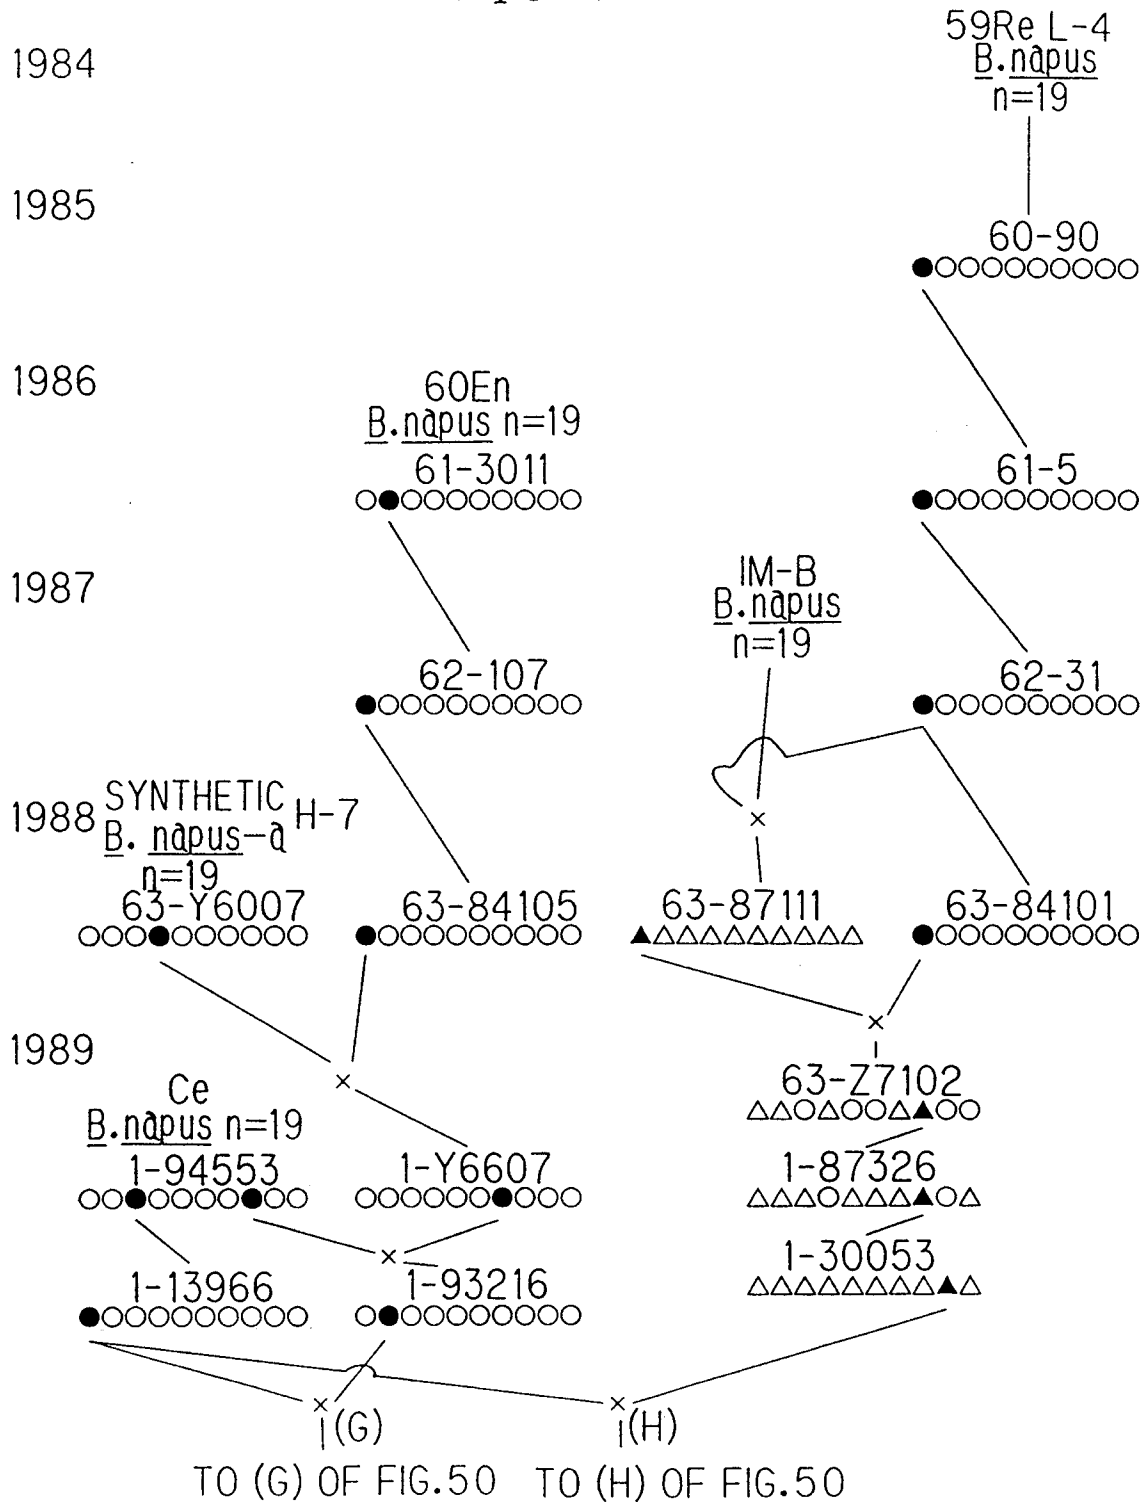 1984
59Re L-4
B.napus
n=19
1985
60-90
1986
60En
B.napus n=19
61-3011
61-5
1987
IM-B
B.napus
n=19
62-107
62-31
1988
SYNTHETIC H-7
B. napus-a
n=19
63-Y6007
63-84105
63-87111
63-84101
1989
63-Z7102
Ce
B.napus n=19
1-94553
1-Y6607
1-87326
1-30053
1-13966
1-93216
(G)
(H)
TO (G) OF FIG.50
TO (H) OF FIG.50